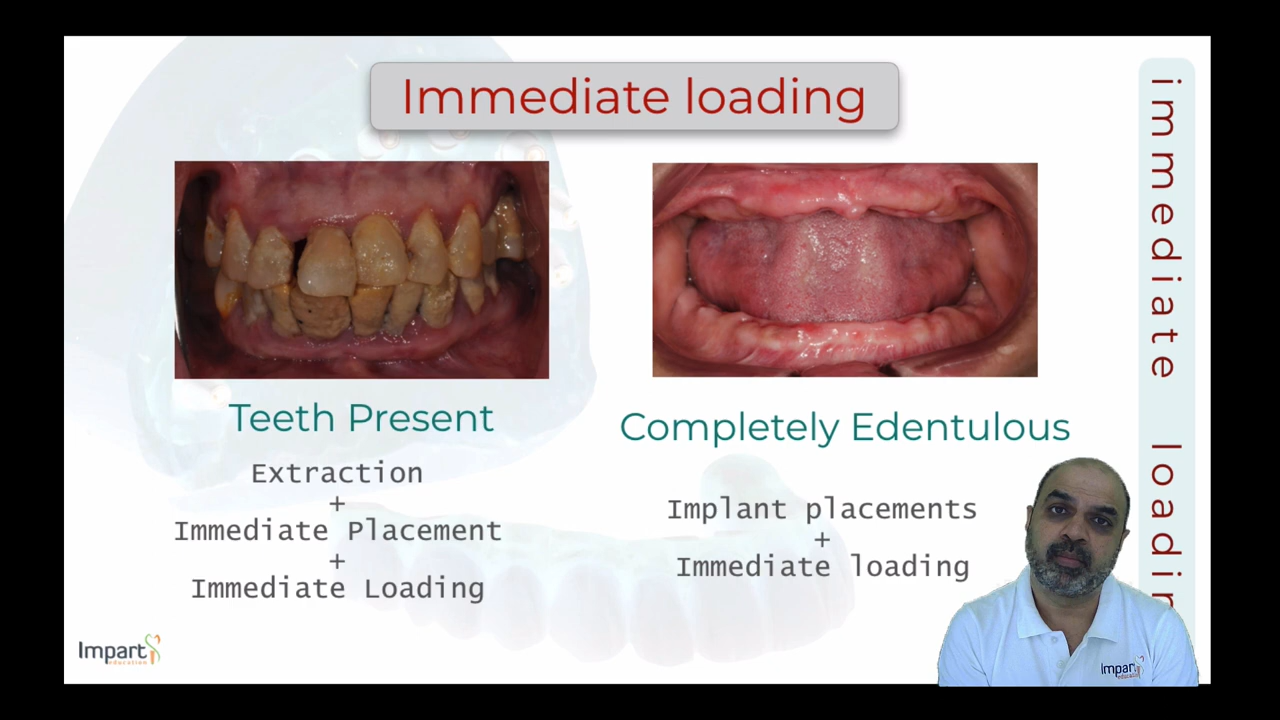 Immediate loading
Teeth Present
Extraction
+
Immediate Placement
+
Immediate Loading
Completely Edentulous
Implant placements
+
Immediate loading
immediate loadin
Impart
education
impart
education